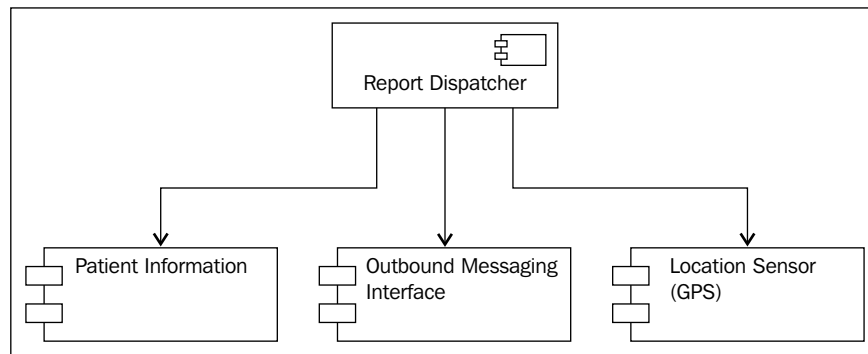 Report Dispatcher
Patient Information
Outbound Messaging
Interface
Location Sensor
(GPS)